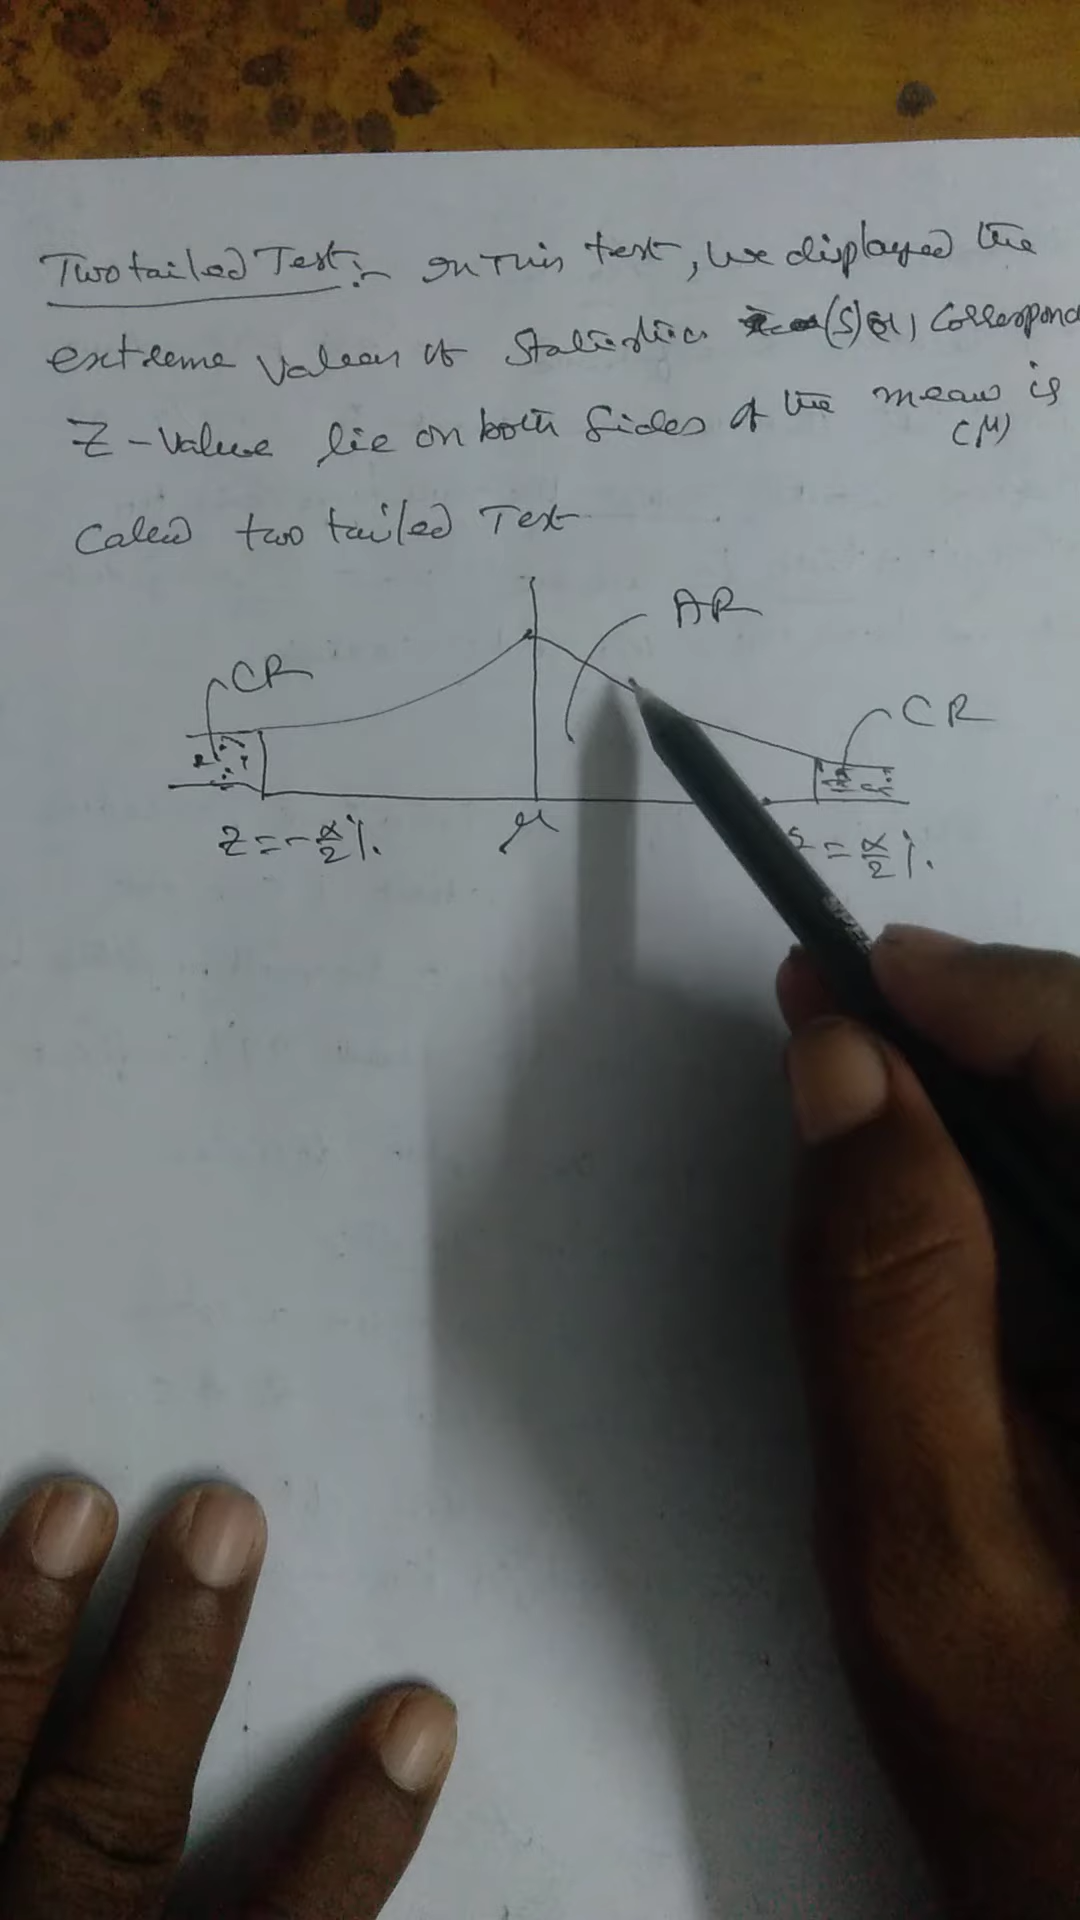 Two tailed Test:- In This test, we displayed the
extreme values of Statistics (S) (or) Correspond
Z-value lie on both sides of the mean is
(μ)
Called two tailed Test
AR
CR
CR
Z = -α/2 %.
μ
Z = α/2 %.